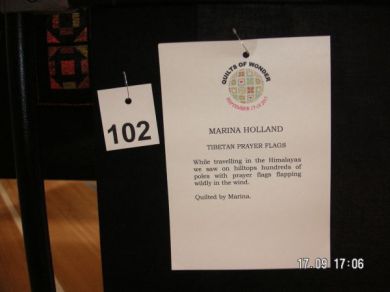 QUILTS OF WONDER
102
MARINA HOLLAND
TIBETAN PRAYER FLAGS
While travelling in the Himalayas
we saw on hilltops hundreds of
poles with prayer flags flapping
wildly in the wind.
Quilted by Marina.
17.09 17:06